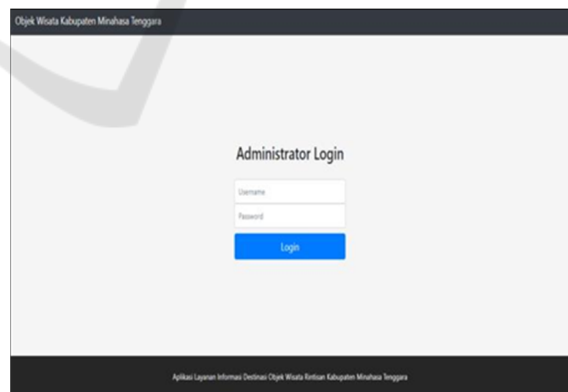 Objek Wisata Kabupaten Minahasa Tenggara
Administrator Login
Username
Password
Login
Aplikasi Layanan Informasi Destinasi Objek Wisata Rintisan Kabupaten Minahasa Tenggara